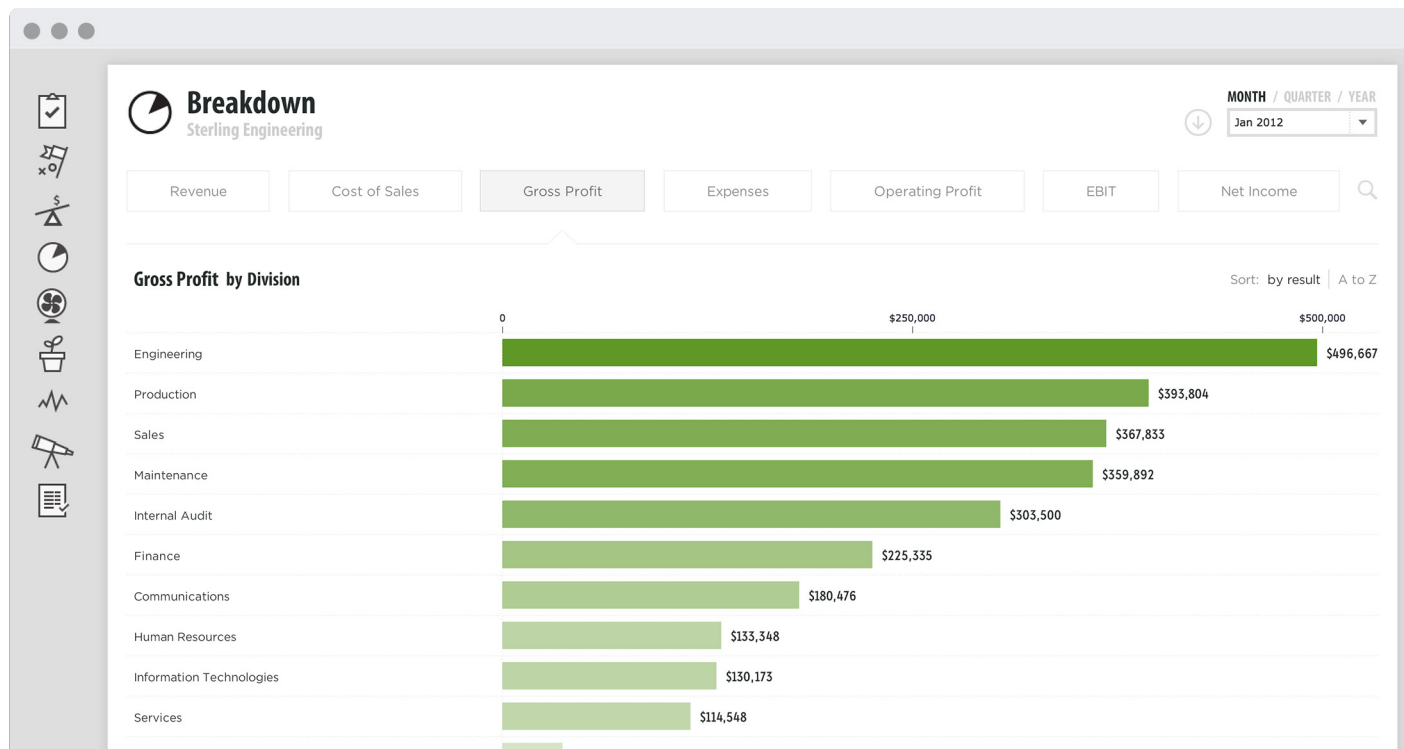 Breakdown
Sterling Engineering
MONTH / QUARTER / YEAR
Jan 2012
Revenue
Cost of Sales
Gross Profit
Expenses
Operating Profit
EBIT
Net Income
Gross Profit by Division
Sort: by result | A to Z
0 $250,000 $500,000
Engineering $496,667
Production $393,804
Sales $367,833
Maintenance $359,892
Internal Audit $303,500
Finance $225,335
Communications $180,476
Human Resources $133,348
Information Technologies $130,173
Services $114,548